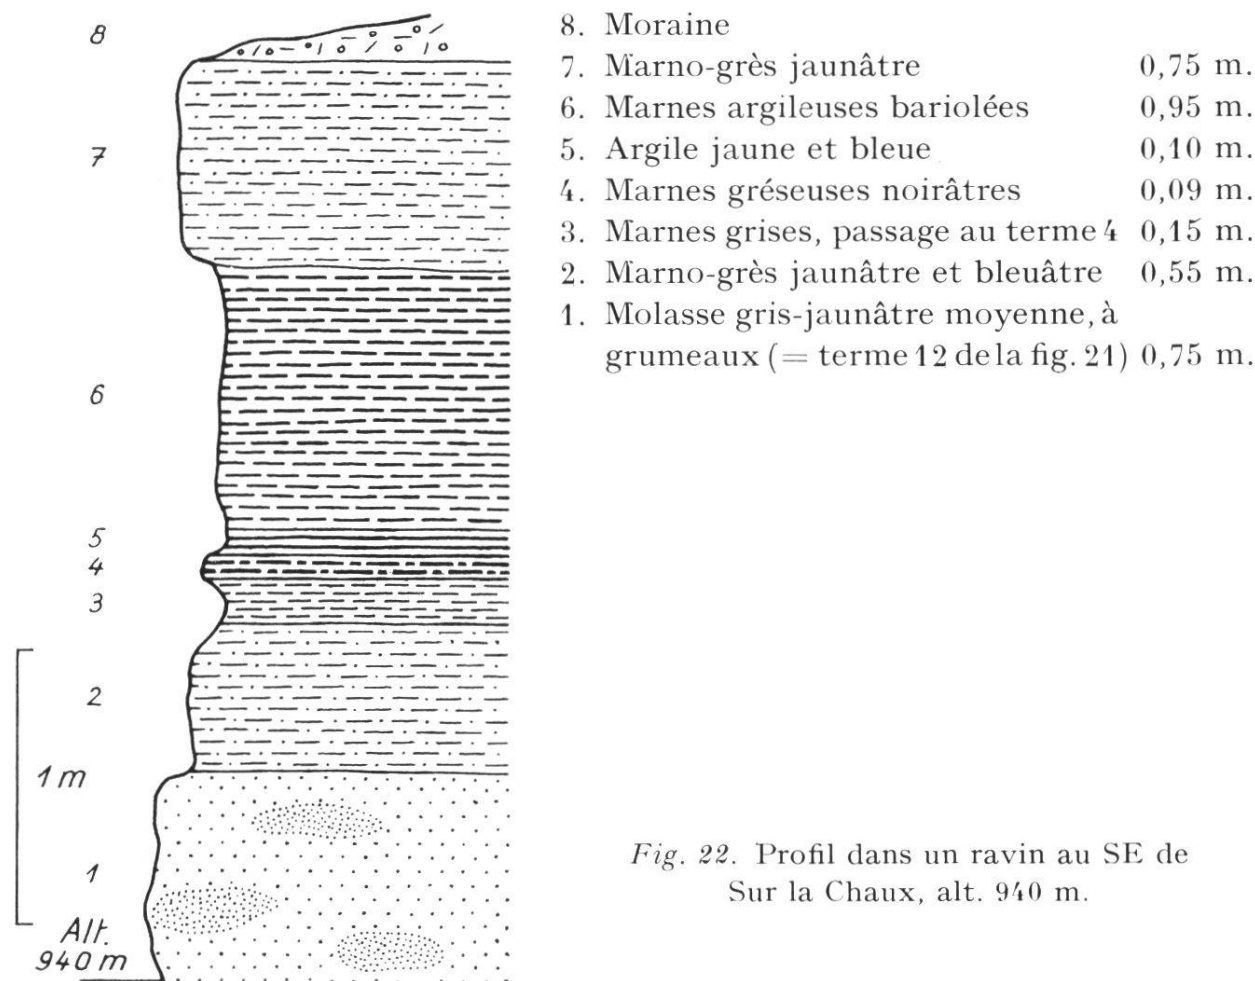 8
7
6
5
4
3
2
1 m
1
Alt.
940 m
8. Moraine
7. Marno-grès jaunâtre 0,75 m.
6. Marnes argileuses bariolées 0,95 m.
5. Argile jaune et bleue 0,10 m.
4. Marnes gréseuses noirâtres 0,09 m.
3. Marnes grises, passage au terme 4 0,15 m.
2. Marno-grès jaunâtre et bleuâtre 0,55 m.
1. Molasse gris-jaunâtre moyenne, à
grumeaux (= terme 12 de la fig. 21) 0,75 m.
Fig. 22. Profil dans un ravin au SE de
Sur la Chaux, alt. 940 m.